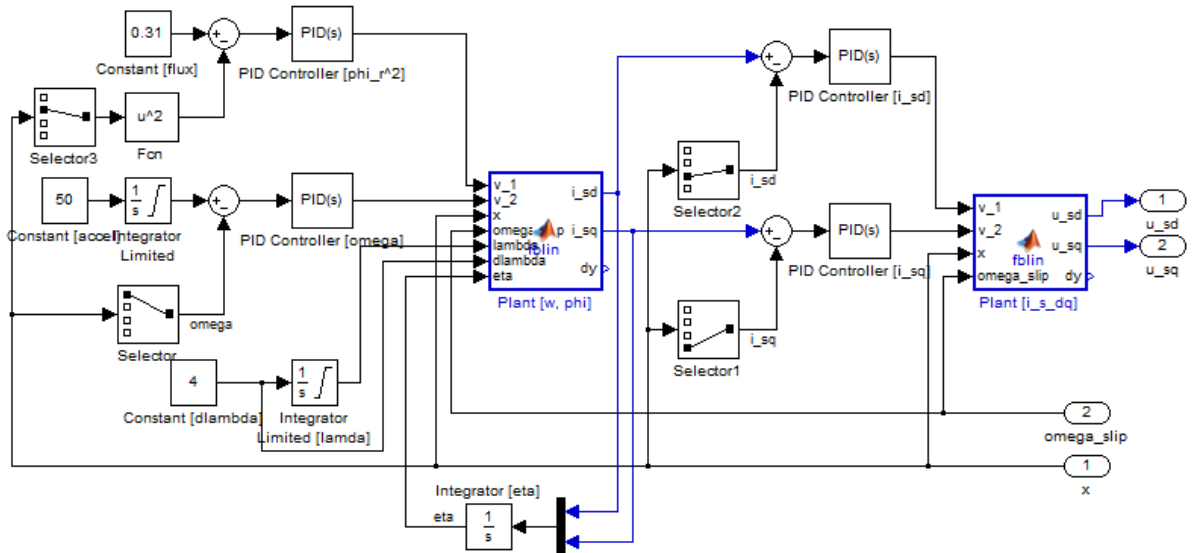 0.31
+
−
PID(s)
Constant [flux]
PID Controller [phi_r^2]
+
−
PID(s)
PID Controller [i_sd]
u^2
Selector3
Fcn
Selector2
i_sd
50
1
s
+
−
PID(s)
Constant [accel]
Integrator
Limited
PID Controller [omega]
v_1
v_2
x
lambda
dlambda
eta
i_sd
i_sq
dy
fblin
Plant [w, phi]
+
−
PID(s)
PID Controller [i_sq]
v_1
v_2
x
omega_slip
u_sd
u_sq
dy
fblin
Plant [i_s_dq]
1
u_sd
2
u_sq
Selector
omega
i_sq
Selector1
4
1
s
Constant [dlambda]
Integrator
Limited [lamda]
2
omega_slip
1
x
Integrator [eta]
eta
1
s